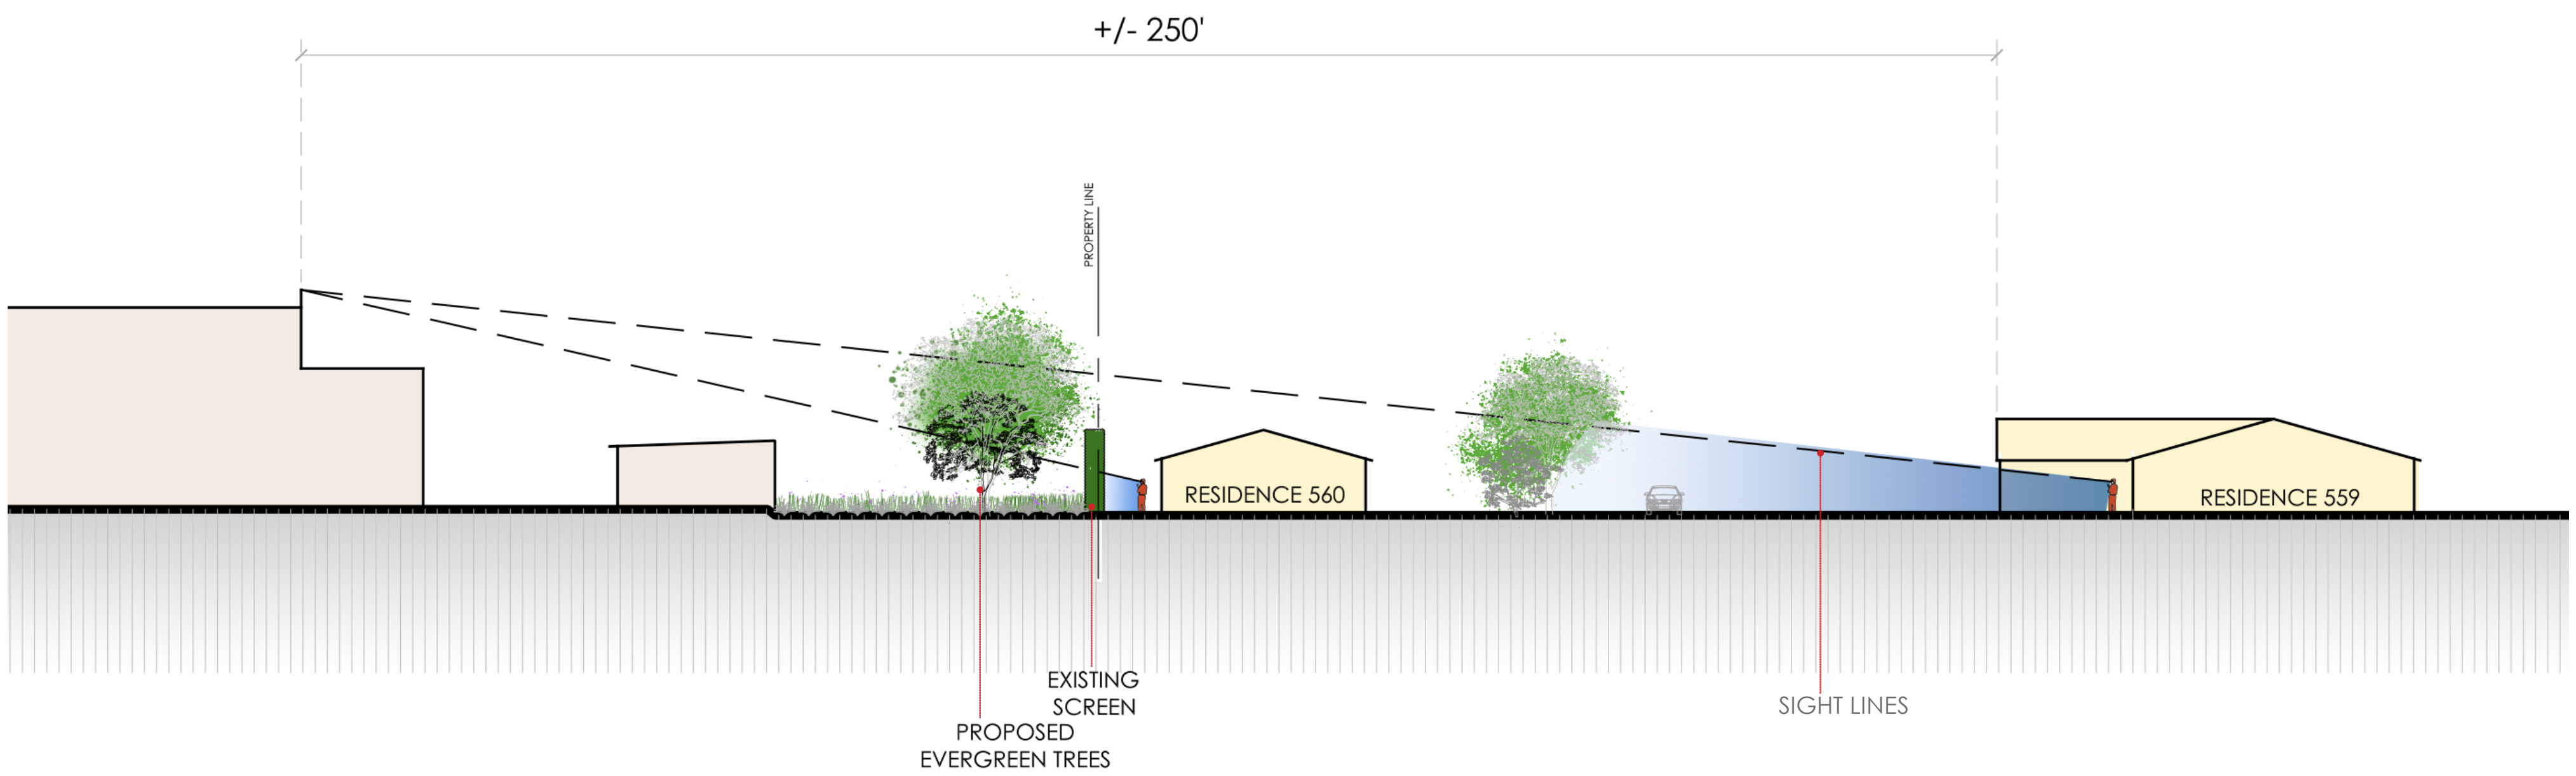 +/- 250'
PROPERTY LINE
RESIDENCE 560
RESIDENCE 559
EXISTING
SCREEN
PROPOSED
EVERGREEN TREES
SIGHT LINES